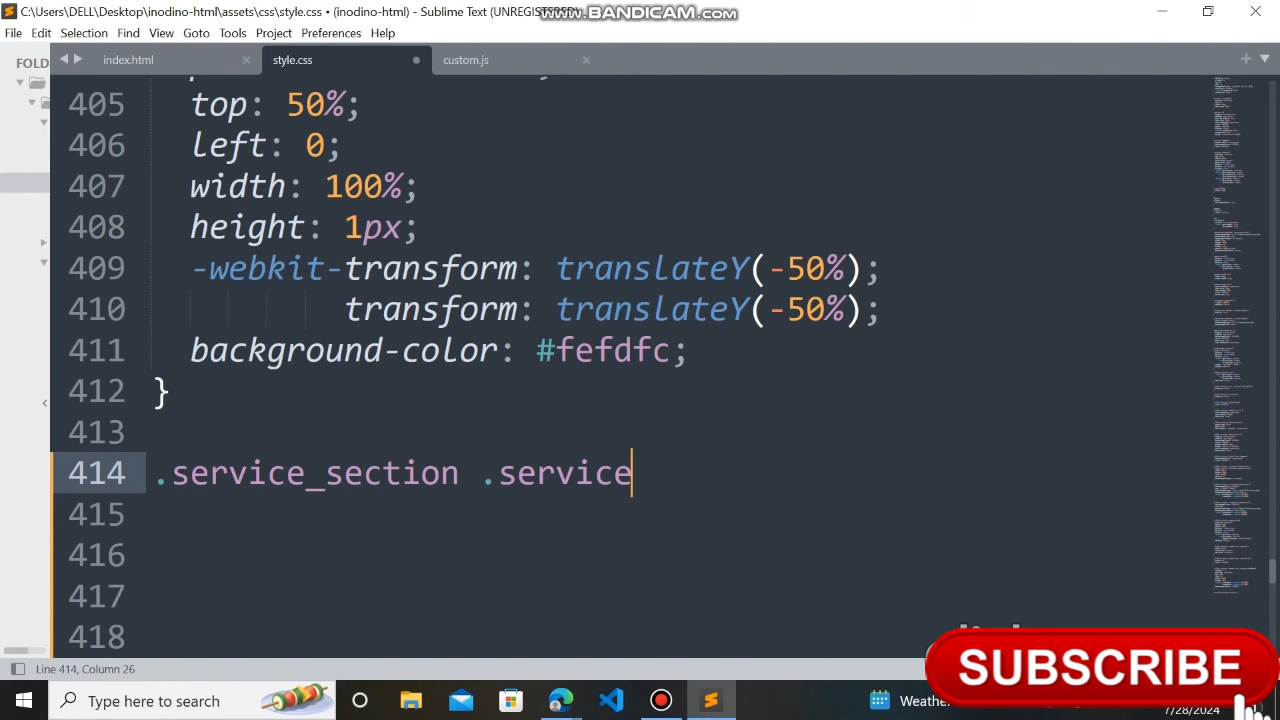 C:\Users\DELL\Desktop\inodino-html\assets\css\style.css • (inodino-html) - Sublime Text (UNREGISTERED)
www.BANDICAM.com
File Edit Selection Find View Goto Tools Project Preferences Help
FOLD
index.html style.css custom.js
405 top: 50%;
406 left: 0;
407 width: 100%;
408 height: 1px;
409 -webkit-transform: translateY(-50%);
410 transform: translateY(-50%);
411 background-color: #fefdfc;
412 }
413
414 .service_section .service
415
416
417
418
Line 414, Column 26
SUBSCRIBE
Type here to search
7/28/2024